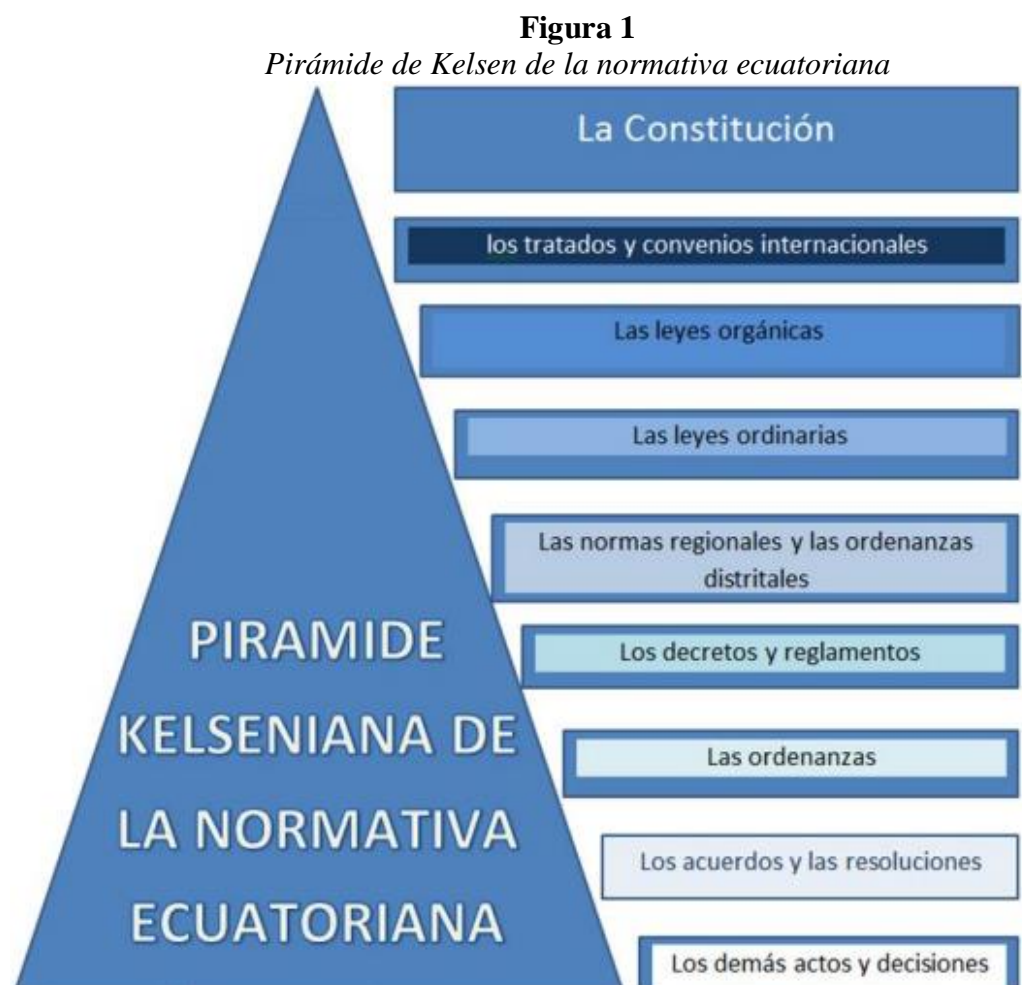 Figura 1
Pirámide de Kelsen de la normativa ecuatoriana
La Constitución
los tratados y convenios internacionales
Las leyes orgánicas
Las leyes ordinarias
Las normas regionales y las ordenanzas
distritales
Los decretos y reglamentos
Las ordenanzas
Los acuerdos y las resoluciones
Los demás actos y decisiones
PIRAMIDE
KELSENIANA DE
LA NORMATIVA
ECUATORIANA